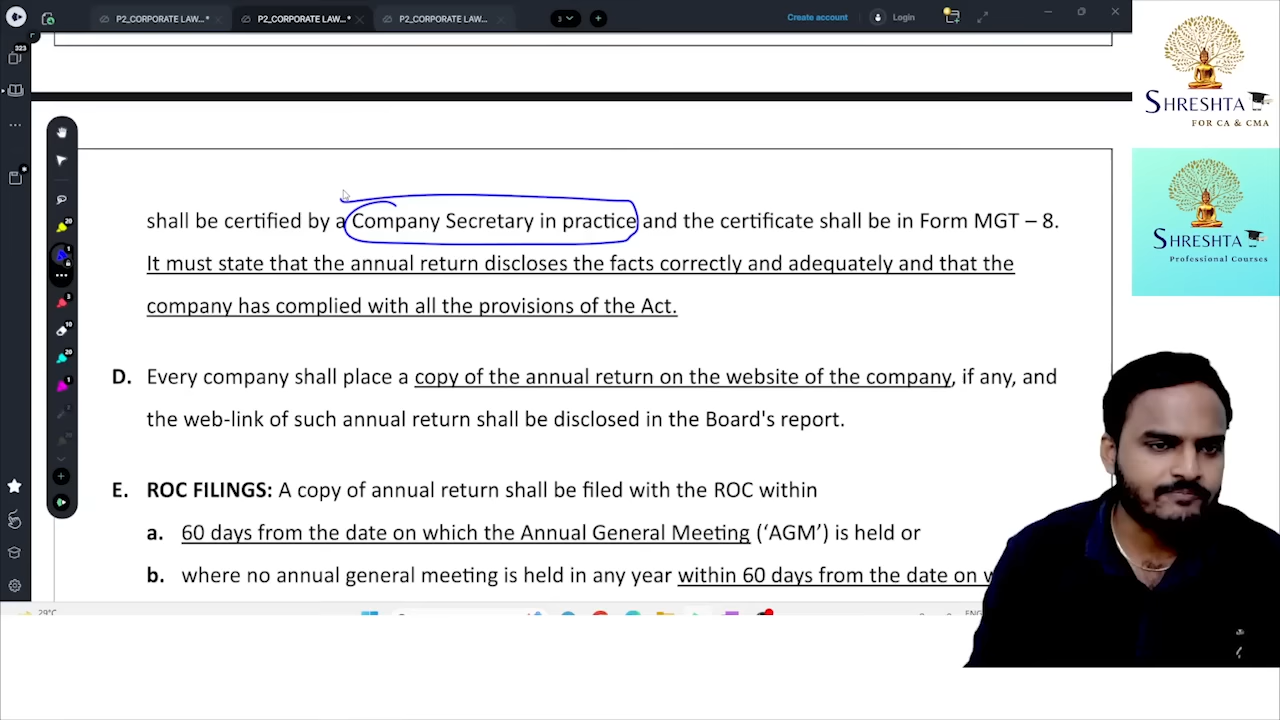 P2_CORPORATE LAW...*
P2_CORPORATE LAW...*
P2_CORPORATE LAW...
3
Create account
Login
323
SHRESHTA
FOR CA & CMA
shall be certified by a Company Secretary in practice and the certificate shall be in Form MGT – 8.
It must state that the annual return discloses the facts correctly and adequately and that the
company has complied with all the provisions of the Act.
SHRESHTA
Professional Courses
D. Every company shall place a copy of the annual return on the website of the company, if any, and
the web-link of such annual return shall be disclosed in the Board's report.
E. ROC FILINGS: A copy of annual return shall be filed with the ROC within
a. 60 days from the date on which the Annual General Meeting (‘AGM’) is held or
b. where no annual general meeting is held in any year within 60 days from the date on
29°C
ENG